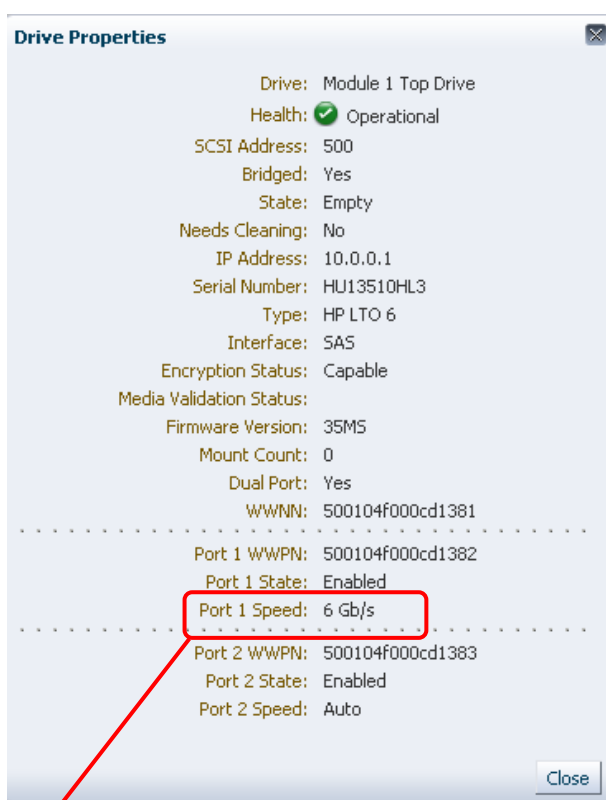 Drive Properties
Drive: Module 1 Top Drive
Health: Operational
SCSI Address: 500
Bridged: Yes
State: Empty
Needs Cleaning: No
IP Address: 10.0.0.1
Serial Number: HU13510HL3
Type: HP LTO 6
Interface: SAS
Encryption Status: Capable
Media Validation Status:
Firmware Version: 35MS
Mount Count: 0
Dual Port: Yes
WWNN: 500104f000cd1381
Port 1 WWPN: 500104f000cd1382
Port 1 State: Enabled
Port 1 Speed: 6 Gb/s
Port 2 WWPN: 500104f000cd1383
Port 2 State: Enabled
Port 2 Speed: Auto
Close